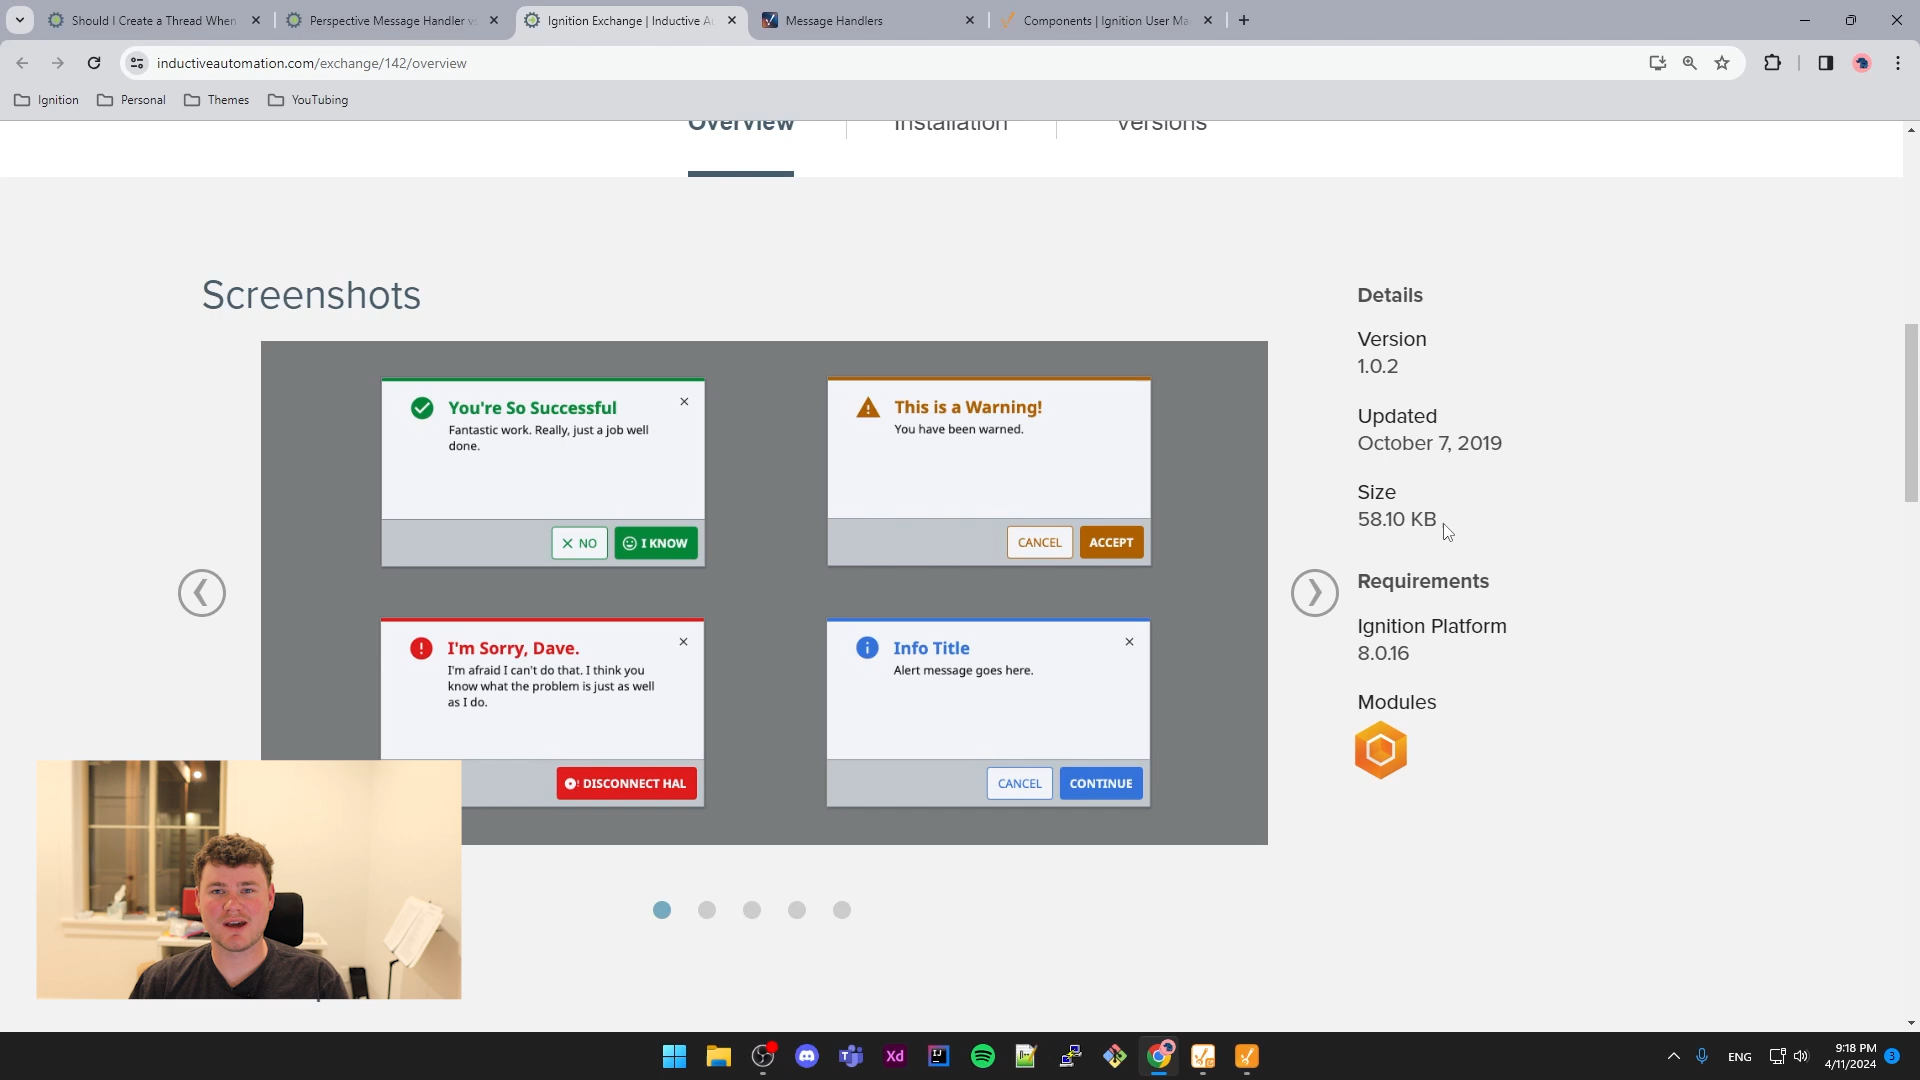 Should I Create a Thread When
Perspective Message Handler vs
Ignition Exchange | Inductive Au
Message Handlers
Components | Ignition User Ma
inductiveautomation.com/exchange/142/overview
Ignition
Personal
Themes
YouTubing
Overview
Installation
Versions
Screenshots
You're So Successful
Fantastic work. Really, just a job well
done.
NO
I KNOW
This is a Warning!
You have been warned.
CANCEL
ACCEPT
I'm Sorry, Dave.
I'm afraid I can't do that. I think you
know what the problem is just as well
as I do.
DISCONNECT HAL
Info Title
Alert message goes here.
CANCEL
CONTINUE
Details
Version
1.0.2
Updated
October 7, 2019
Size
58.10 KB
Requirements
Ignition Platform
8.0.16
Modules
Xd
IJ
ENG
9:18 PM
4/11/2024
3